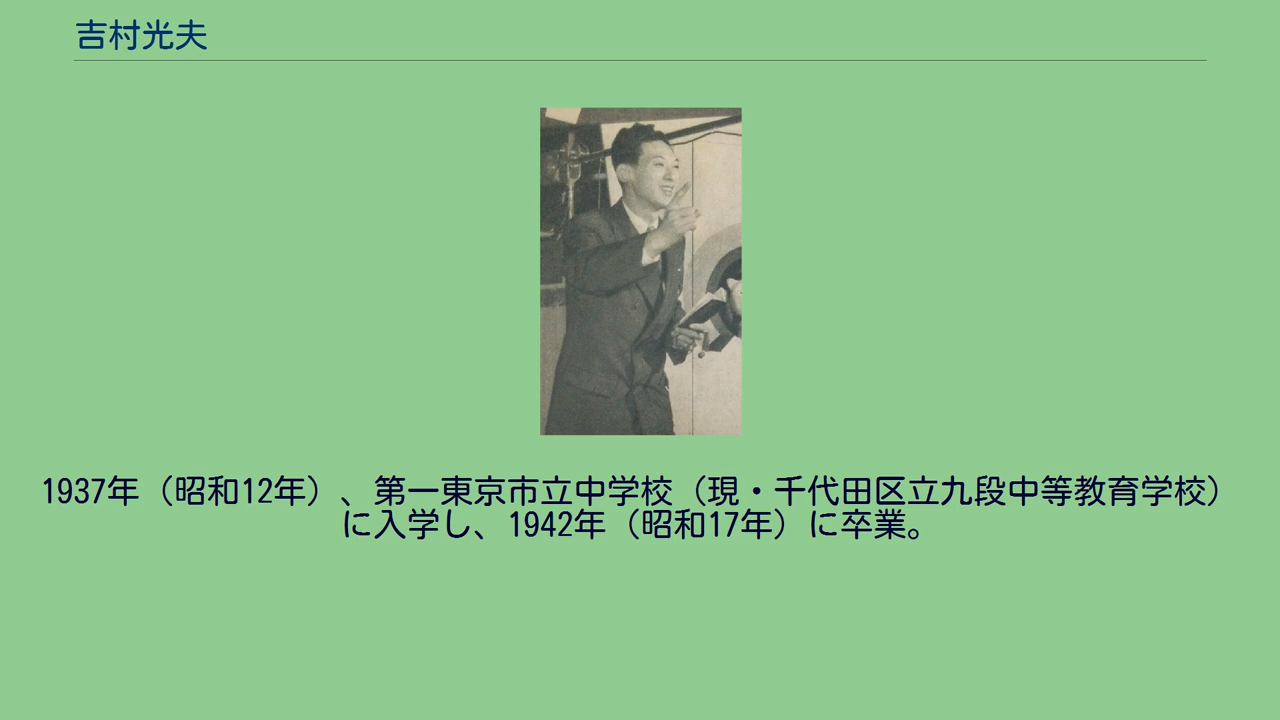 吉村光夫
1937年（昭和12年）、第一東京市立中学校（現・千代田区立九段中等教育学校）
に入学し、1942年（昭和17年）に卒業。